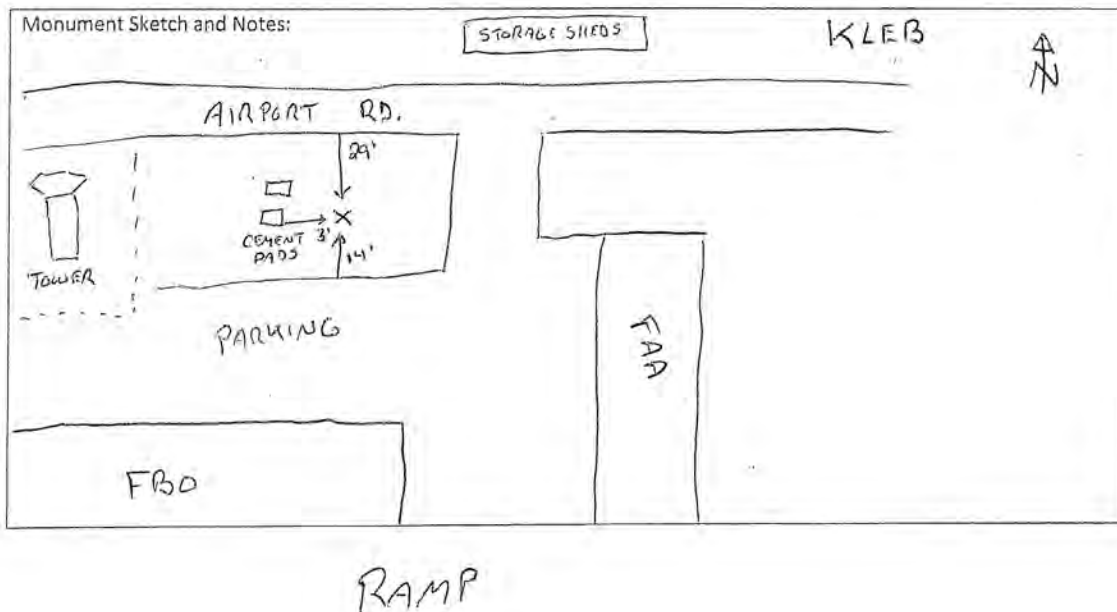 Monument Sketch and Notes:
STORAGE SHEDS
KLEB
N
AIRPORT RD.
29'
3'
CEMENT
PADS
14'
TOWER
PARKING
FAA
FBO
RAMP